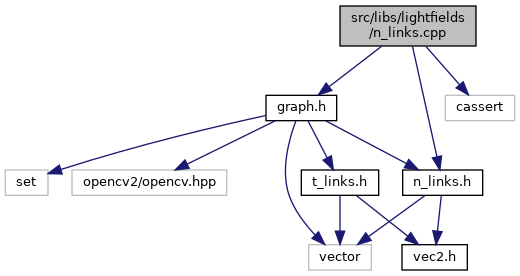 src/libs/lightfields
/n_links.cpp
graph.h
cassert
set
opencv2/opencv.hpp
t_links.h
n_links.h
vector
vec2.h